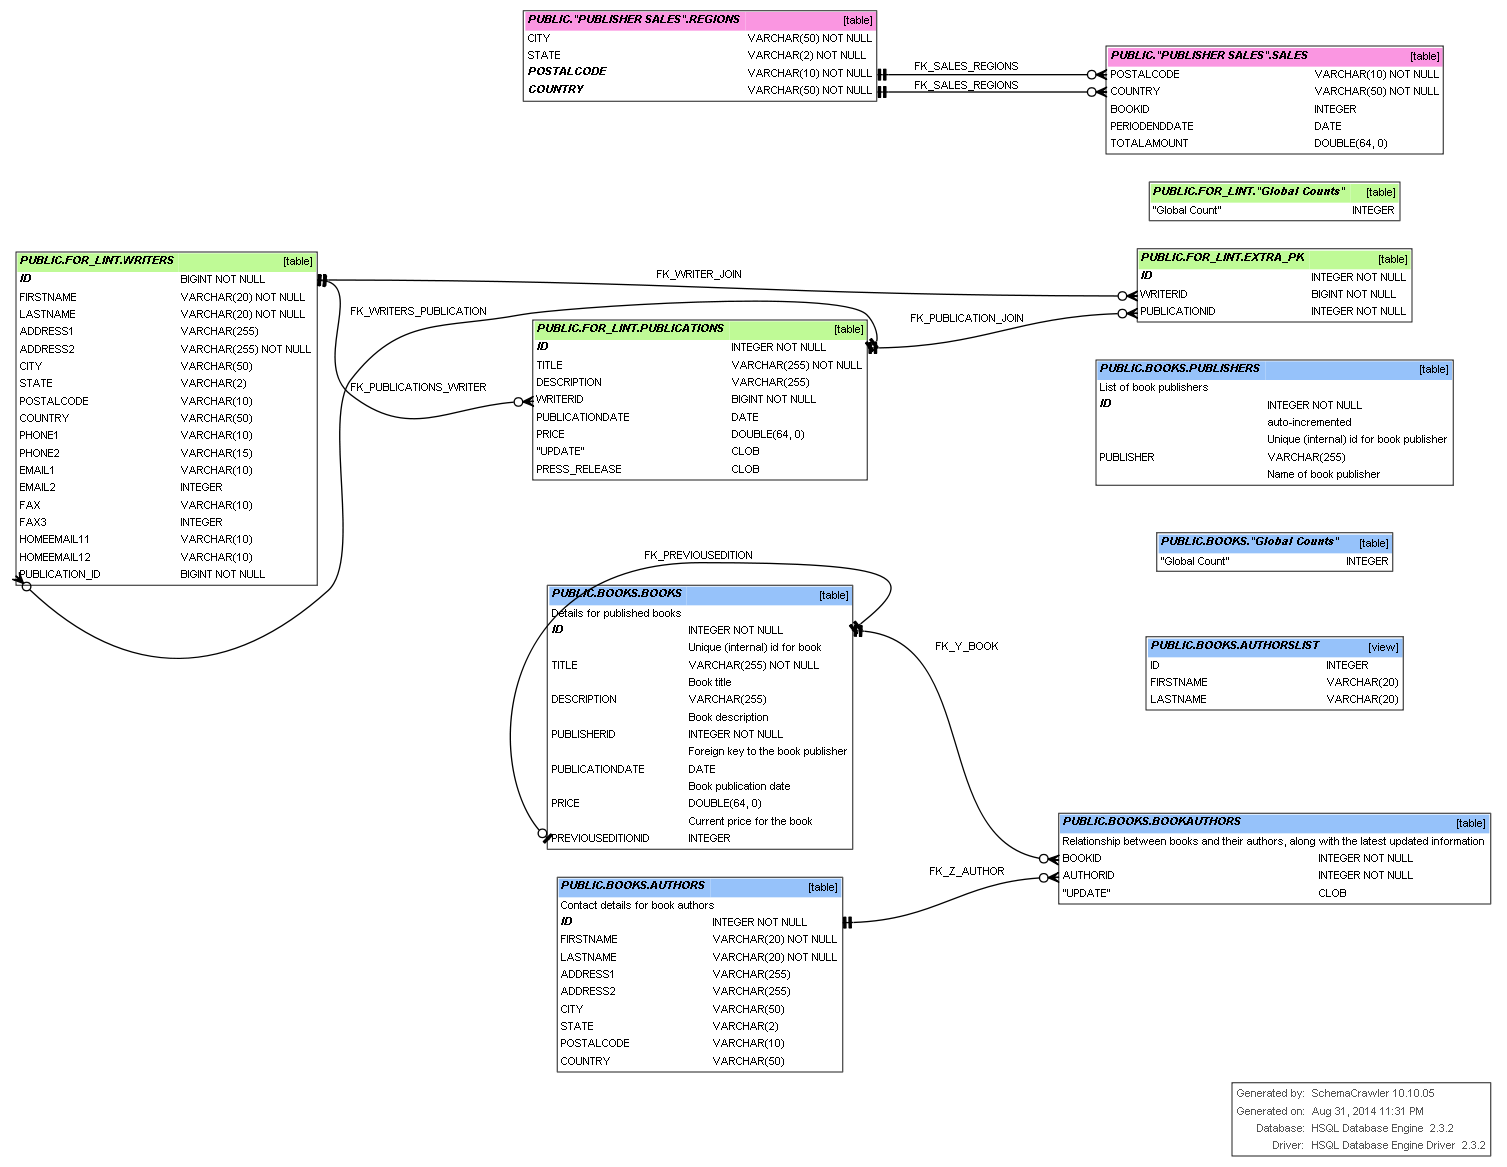 PUBLIC."PUBLISHER SALES".REGIONS [table]
CITY VARCHAR(50) NOT NULL
STATE VARCHAR(2) NOT NULL
POSTALCODE VARCHAR(10) NOT NULL
COUNTRY VARCHAR(50) NOT NULL
FK_SALES_REGIONS
FK_SALES_REGIONS
PUBLIC."PUBLISHER SALES".SALES [table]
POSTALCODE VARCHAR(10) NOT NULL
COUNTRY VARCHAR(50) NOT NULL
BOOKID INTEGER
PERIODENDDATE DATE
TOTALAMOUNT DOUBLE(64, 0)
PUBLIC.FOR_LINT."Global Counts" [table]
"Global Count" INTEGER
PUBLIC.FOR_LINT.WRITERS [table]
ID BIGINT NOT NULL
FIRSTNAME VARCHAR(20) NOT NULL
LASTNAME VARCHAR(20) NOT NULL
ADDRESS1 VARCHAR(255)
ADDRESS2 VARCHAR(255) NOT NULL
CITY VARCHAR(50)
STATE VARCHAR(2)
POSTALCODE VARCHAR(10)
COUNTRY VARCHAR(50)
PHONE1 VARCHAR(10)
PHONE2 VARCHAR(15)
EMAIL1 VARCHAR(10)
EMAIL2 INTEGER
FAX VARCHAR(10)
FAX3 INTEGER
HOMEEMAIL11 VARCHAR(10)
HOMEEMAIL12 VARCHAR(10)
PUBLICATION_ID BIGINT NOT NULL
FK_WRITER_JOIN
FK_WRITERS_PUBLICATION
FK_PUBLICATION_JOIN
FK_PUBLICATIONS_WRITER
PUBLIC.FOR_LINT.PUBLICATIONS [table]
ID INTEGER NOT NULL
TITLE VARCHAR(255) NOT NULL
DESCRIPTION VARCHAR(255)
WRITERID BIGINT NOT NULL
PUBLICATIONDATE DATE
PRICE DOUBLE(64, 0)
"UPDATE" CLOB
PRESS_RELEASE CLOB
PUBLIC.FOR_LINT.EXTRA_PK [table]
ID INTEGER NOT NULL
WRITERID BIGINT NOT NULL
PUBLICATIONID INTEGER NOT NULL
PUBLIC.BOOKS.PUBLISHERS [table]
List of book publishers
ID INTEGER NOT NULL
auto-incremented
Unique (internal) id for book publisher
PUBLISHER VARCHAR(255)
Name of book publisher
PUBLIC.BOOKS."Global Counts" [table]
"Global Count" INTEGER
FK_PREVIOUSEDITION
PUBLIC.BOOKS.BOOKS [table]
Details for published books
ID INTEGER NOT NULL
Unique (internal) id for book
TITLE VARCHAR(255) NOT NULL
Book title
DESCRIPTION VARCHAR(255)
Book description
PUBLISHERID INTEGER NOT NULL
Foreign key to the book publisher
PUBLICATIONDATE DATE
Book publication date
PRICE DOUBLE(64, 0)
Current price for the book
PREVIOUSEDITIONID INTEGER
FK_Y_BOOK
PUBLIC.BOOKS.AUTHORSLIST [view]
ID INTEGER
FIRSTNAME VARCHAR(20)
LASTNAME VARCHAR(20)
PUBLIC.BOOKS.BOOKAUTHORS [table]
Relationship between books and their authors, along with the latest updated information
BOOKID INTEGER NOT NULL
AUTHORID INTEGER NOT NULL
"UPDATE" CLOB
FK_Z_AUTHOR
PUBLIC.BOOKS.AUTHORS [table]
Contact details for book authors
ID INTEGER NOT NULL
FIRSTNAME VARCHAR(20) NOT NULL
LASTNAME VARCHAR(20) NOT NULL
ADDRESS1 VARCHAR(255)
ADDRESS2 VARCHAR(255)
CITY VARCHAR(50)
STATE VARCHAR(2)
POSTALCODE VARCHAR(10)
COUNTRY VARCHAR(50)
Generated by: SchemaCrawler 10.10.05
Generated on: Aug 31, 2014 11:31 PM
Database: HSQL Database Engine 2.3.2
Driver: HSQL Database Engine Driver 2.3.2